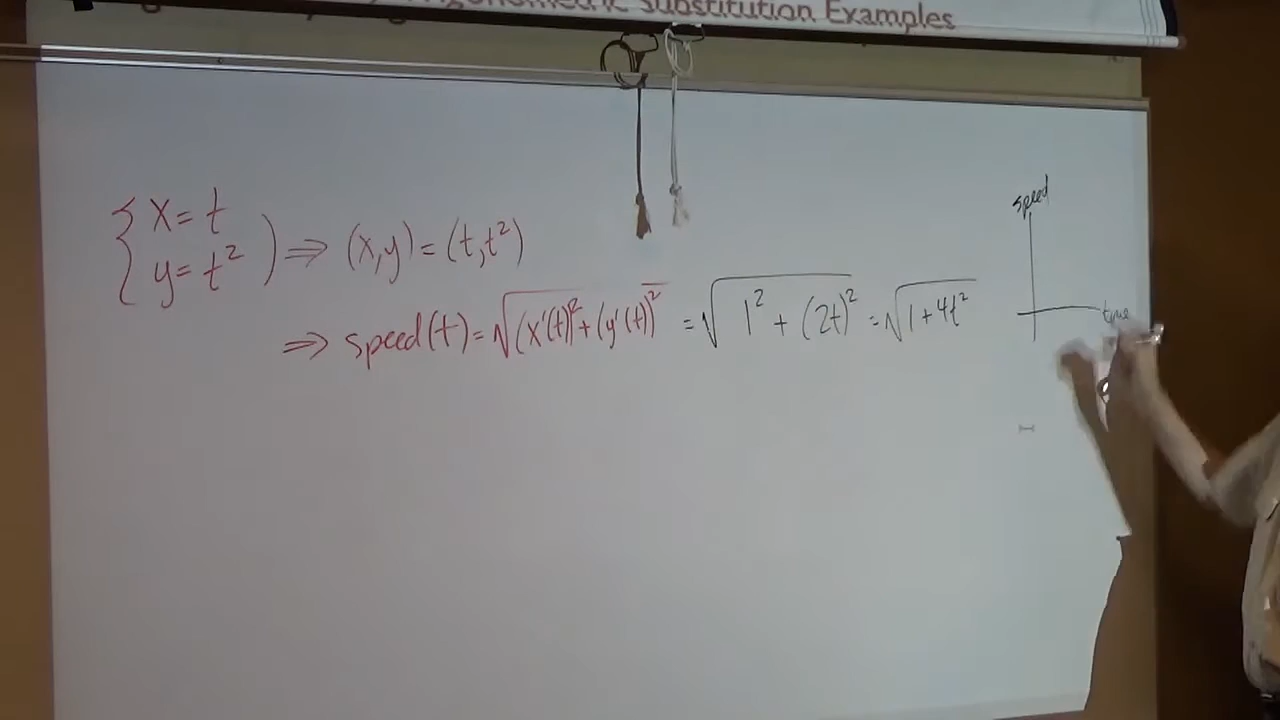 Trigonometric Substitution Examples
{ x = t
y = t² ) ⇒ (x,y) = (t, t²)
⇒ speed(t) = √(x'(t))² + (y'(t))² = √1² + (2t)² = √1+4t²
speed
time